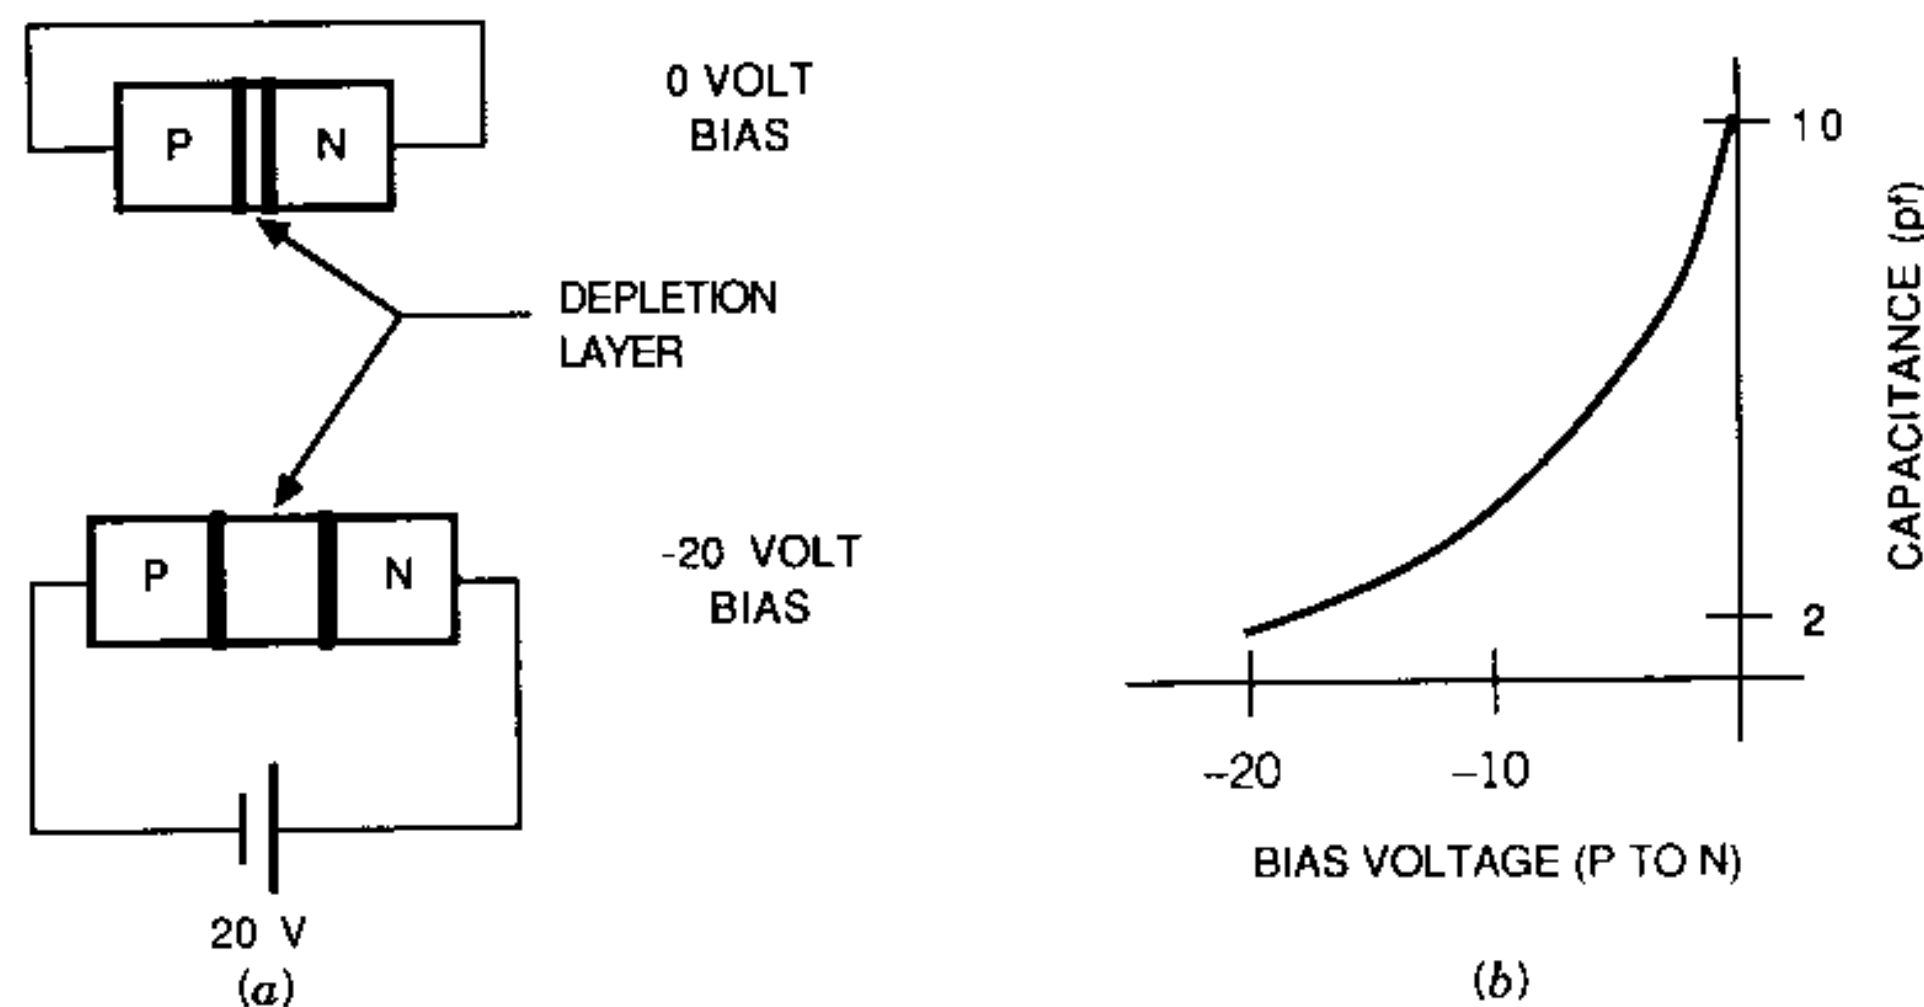 0 VOLT
BIAS
P
N
DEPLETION
LAYER
-20 VOLT
BIAS
P
N
20 V
(a)
10
CAPACITANCE (pf)
2
-20
-10
BIAS VOLTAGE (P TO N)
(b)